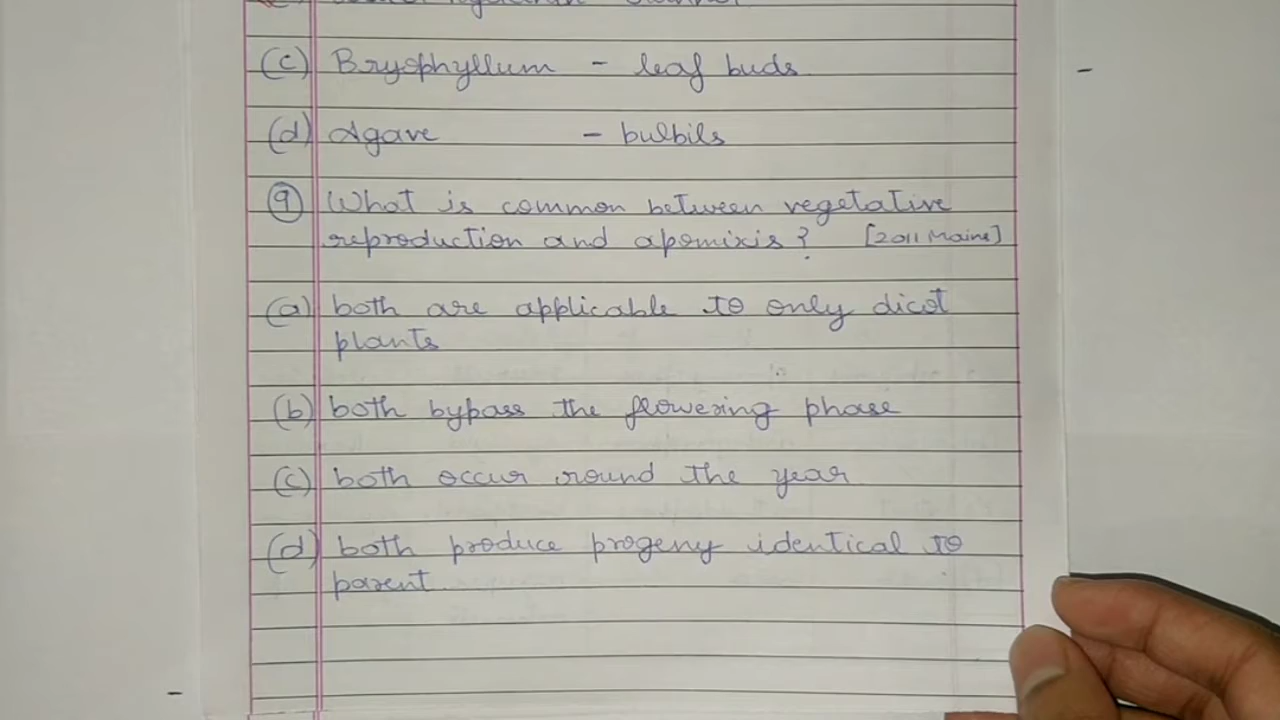 (c) Bryophyllum - leaf buds
(d) Agave - bulbils
9 What is common between vegetative
reproduction and apomixis? [2011 Mains]
(a) both are applicable to only dicot
plants
(b) both bypass the flowering phase
(c) both occur round the year
(d) both produce progeny identical to
parent